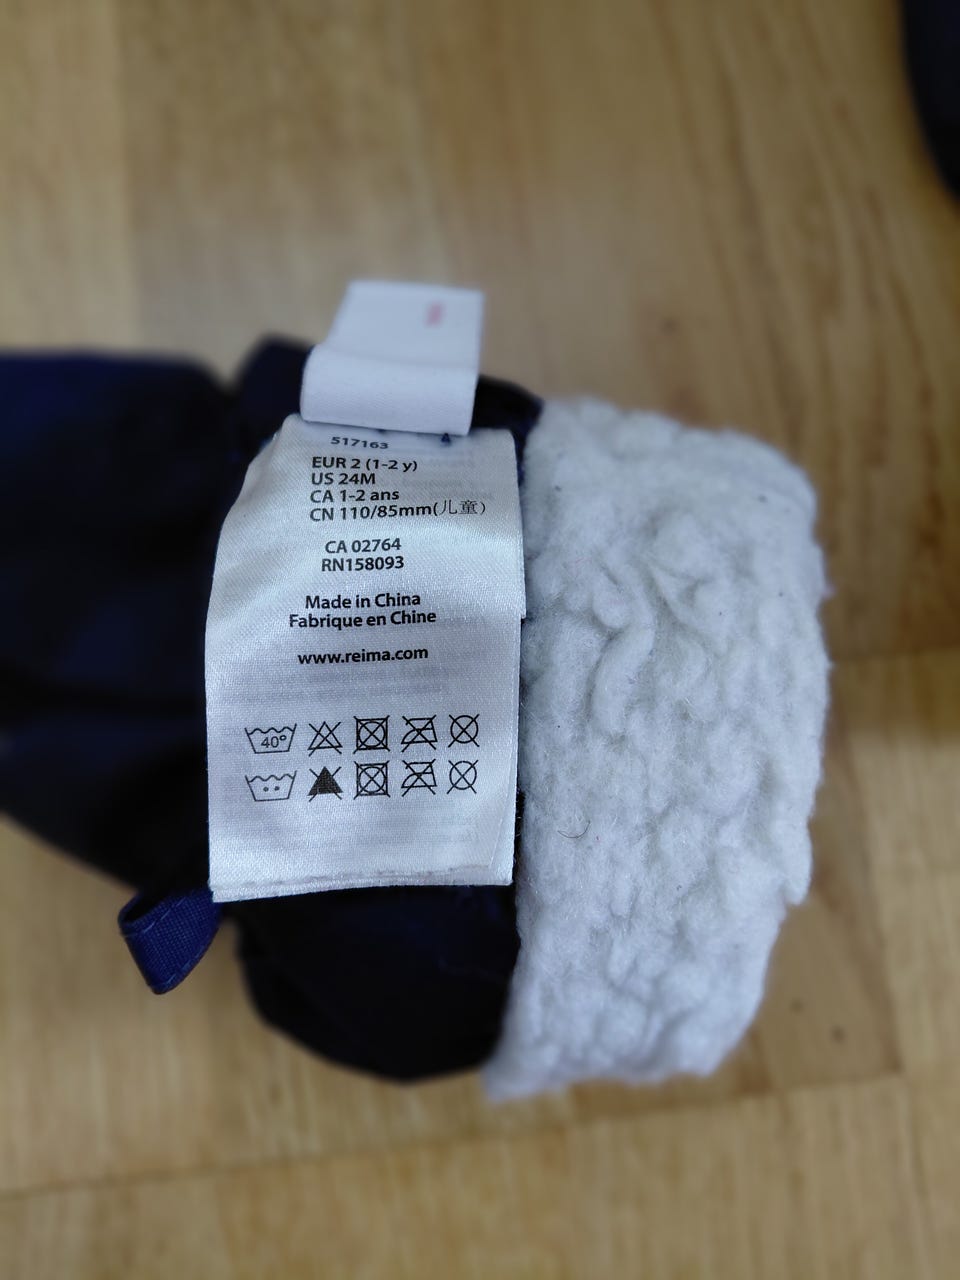 517163
EUR 2 (1-2 y)
US 24M
CA 1-2 ans
CN 110/85mm(儿童)
CA 02764
RN158093
Made in China
Fabrique en Chine
www.reima.com
40°